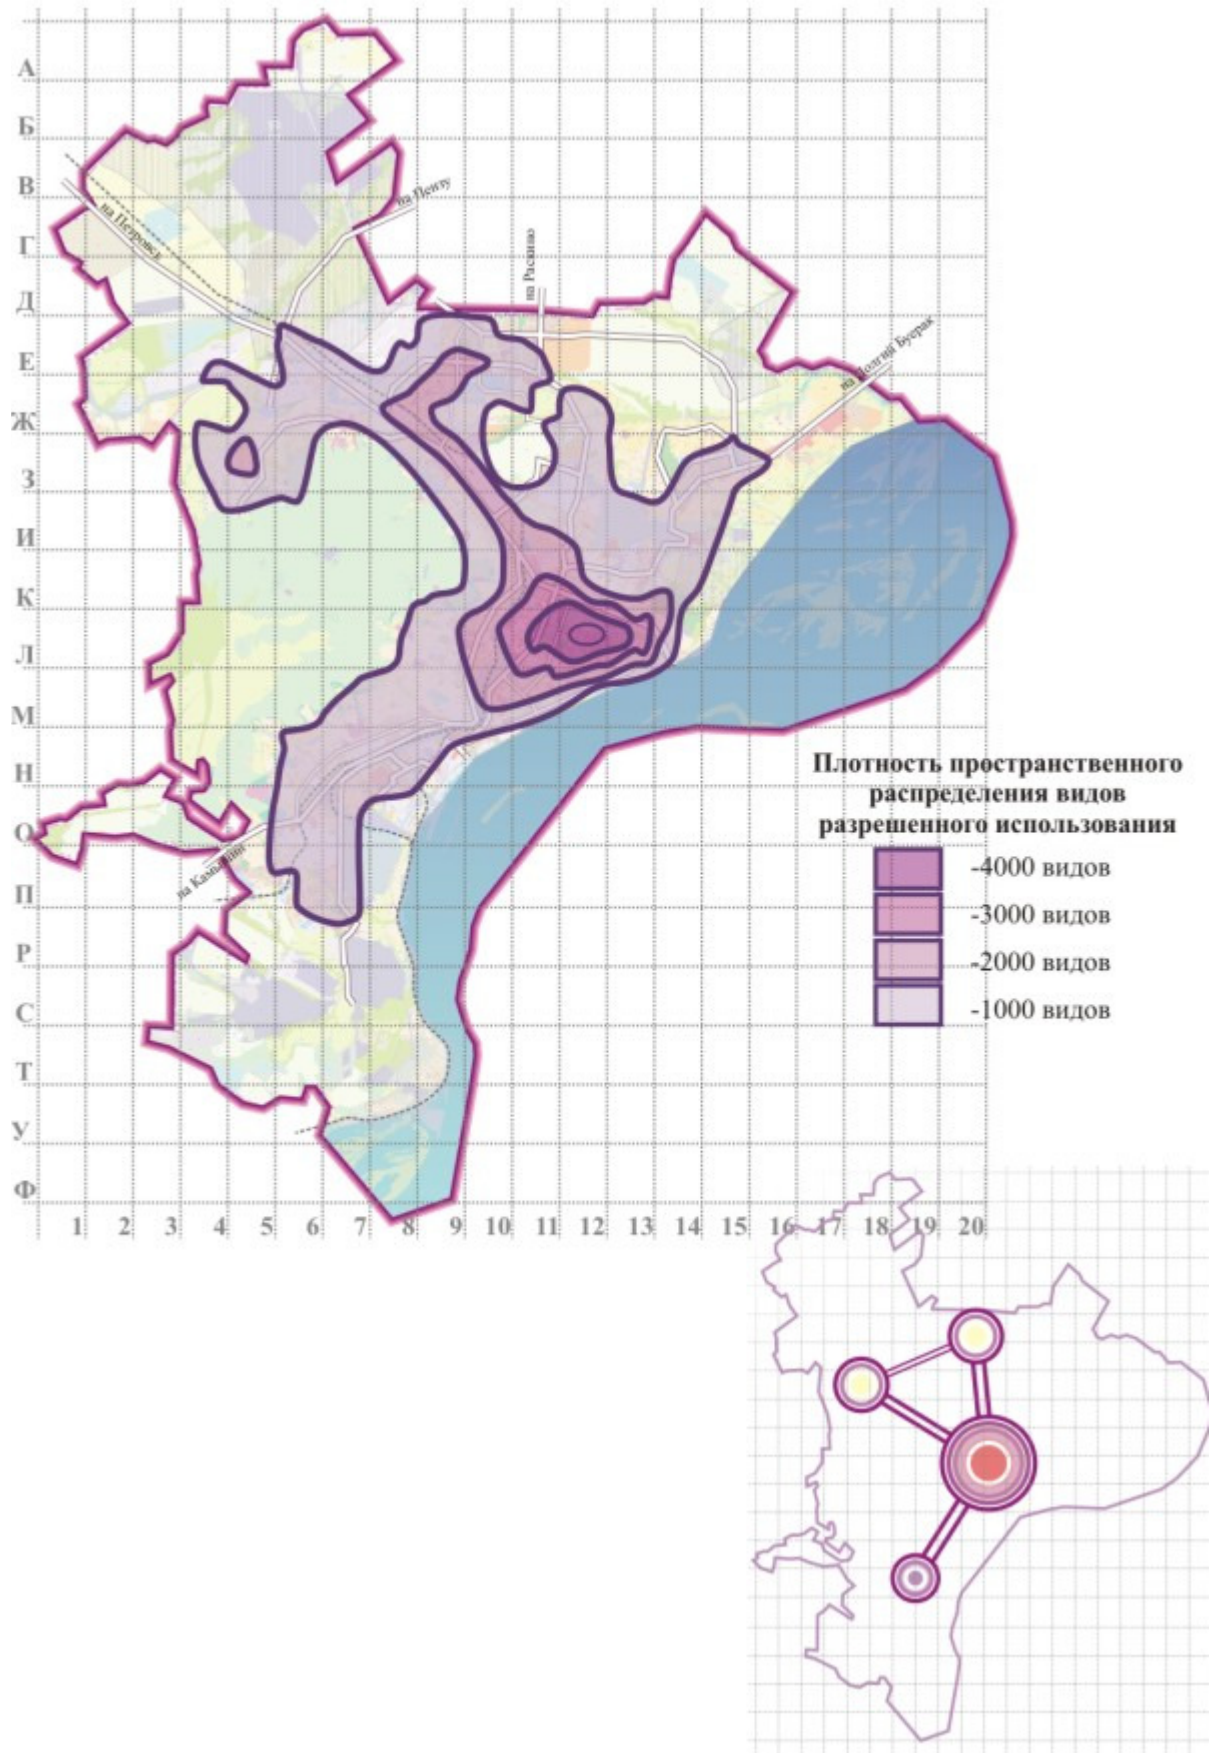 А
Б
В
Г
Д
Е
Ж
З
И
К
Л
М
Н
О
П
Р
С
Т
У
Ф
на Петровск
на Пензу
на Расково
на Долгий Буерак
на Камышин
Плотность пространственного
распределения видов
разрешенного использования
-4000 видов
-3000 видов
-2000 видов
-1000 видов
1 2 3 4 5 6 7 8 9 10 11 12 13 14 15 16 17 18 19 20